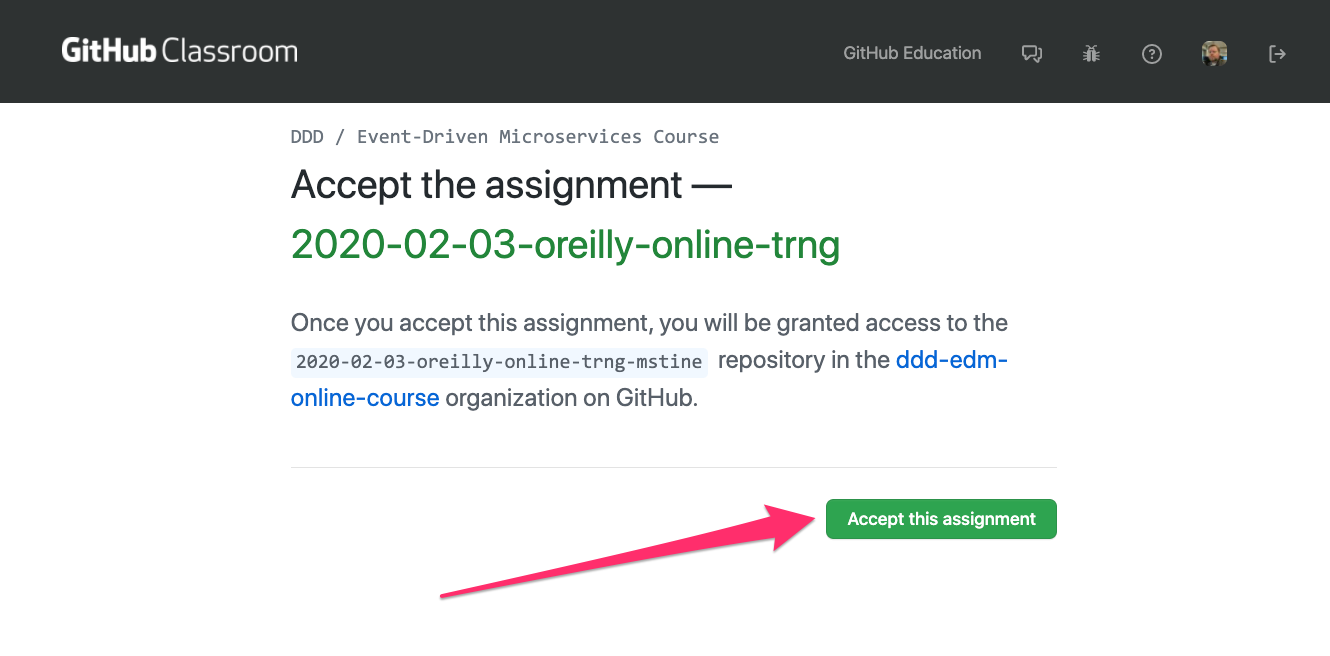 GitHub Classroom
GitHub Education
DDD / Event-Driven Microservices Course
Accept the assignment —
2020-02-03-oreilly-online-trng
Once you accept this assignment, you will be granted access to the
2020-02-03-oreilly-online-trng-mstine repository in the ddd-edm-
online-course organization on GitHub.
Accept this assignment